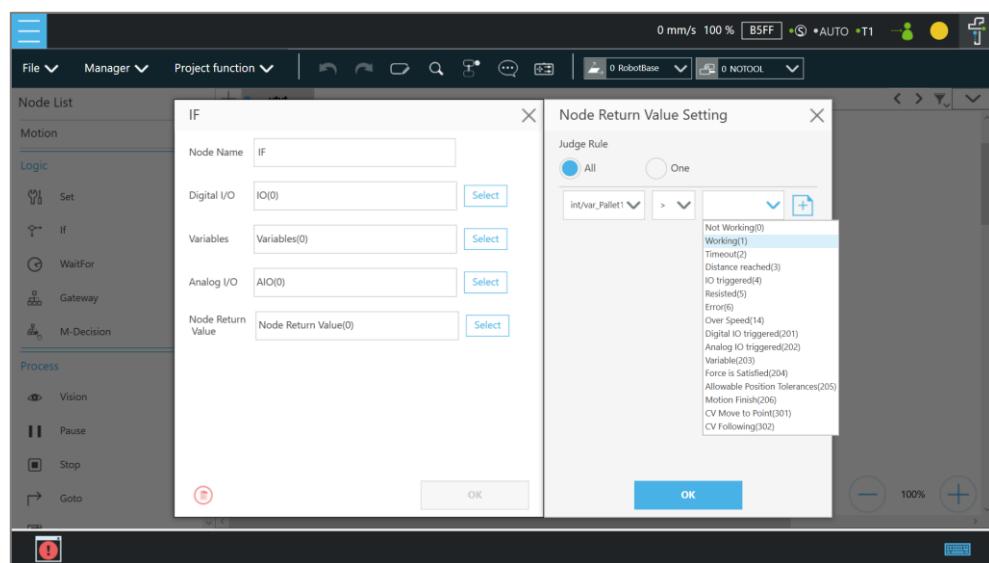 0 mm/s 100 % B5FF •Ⓢ •AUTO •T1
File Manager Project function 0 RobotBase 0 NOTOOL
Node List
Motion
Logic
Set
If
WaitFor
Gateway
M-Decision
Process
Vision
Pause
Stop
Goto
IF
Node Name IF
Digital I/O IO(0) Select
Variables Variables(0) Select
Analog I/O AIO(0) Select
Node Return Value Node Return Value(0) Select
OK
Node Return Value Setting
Judge Rule
All One
int/var_Pallet1 >
Not Working(0)
Working(1)
Timeout(2)
Distance reached(3)
IO triggered(4)
Resisted(5)
Error(6)
Over Speed(14)
Digital IO triggered(201)
Analog IO triggered(202)
Variable(203)
Force is Satisfied(204)
Allowable Position Tolerances(205)
Motion Finish(206)
CV Move to Point(301)
CV Following(302)
OK
100%